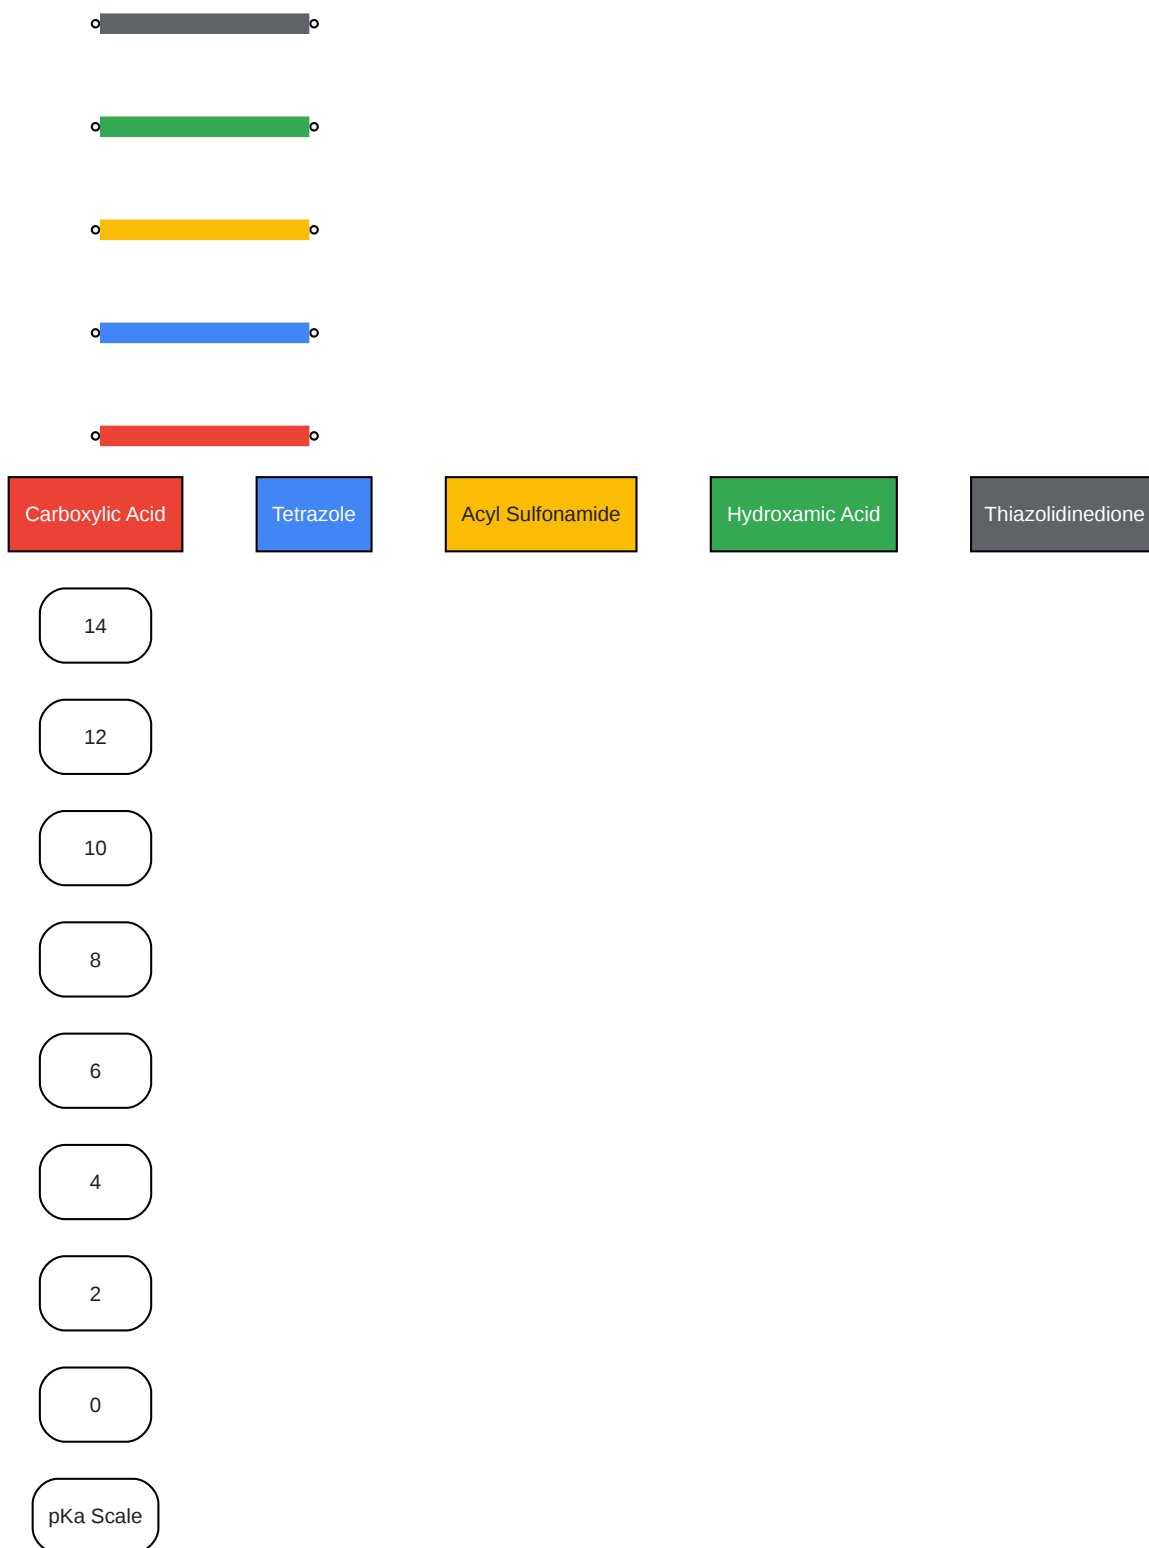 Carboxylic Acid
Tetrazole
Acyl Sulfonamide
Hydroxamic Acid
Thiazolidinedione
14
12
10
8
6
4
2
0
pKa Scale